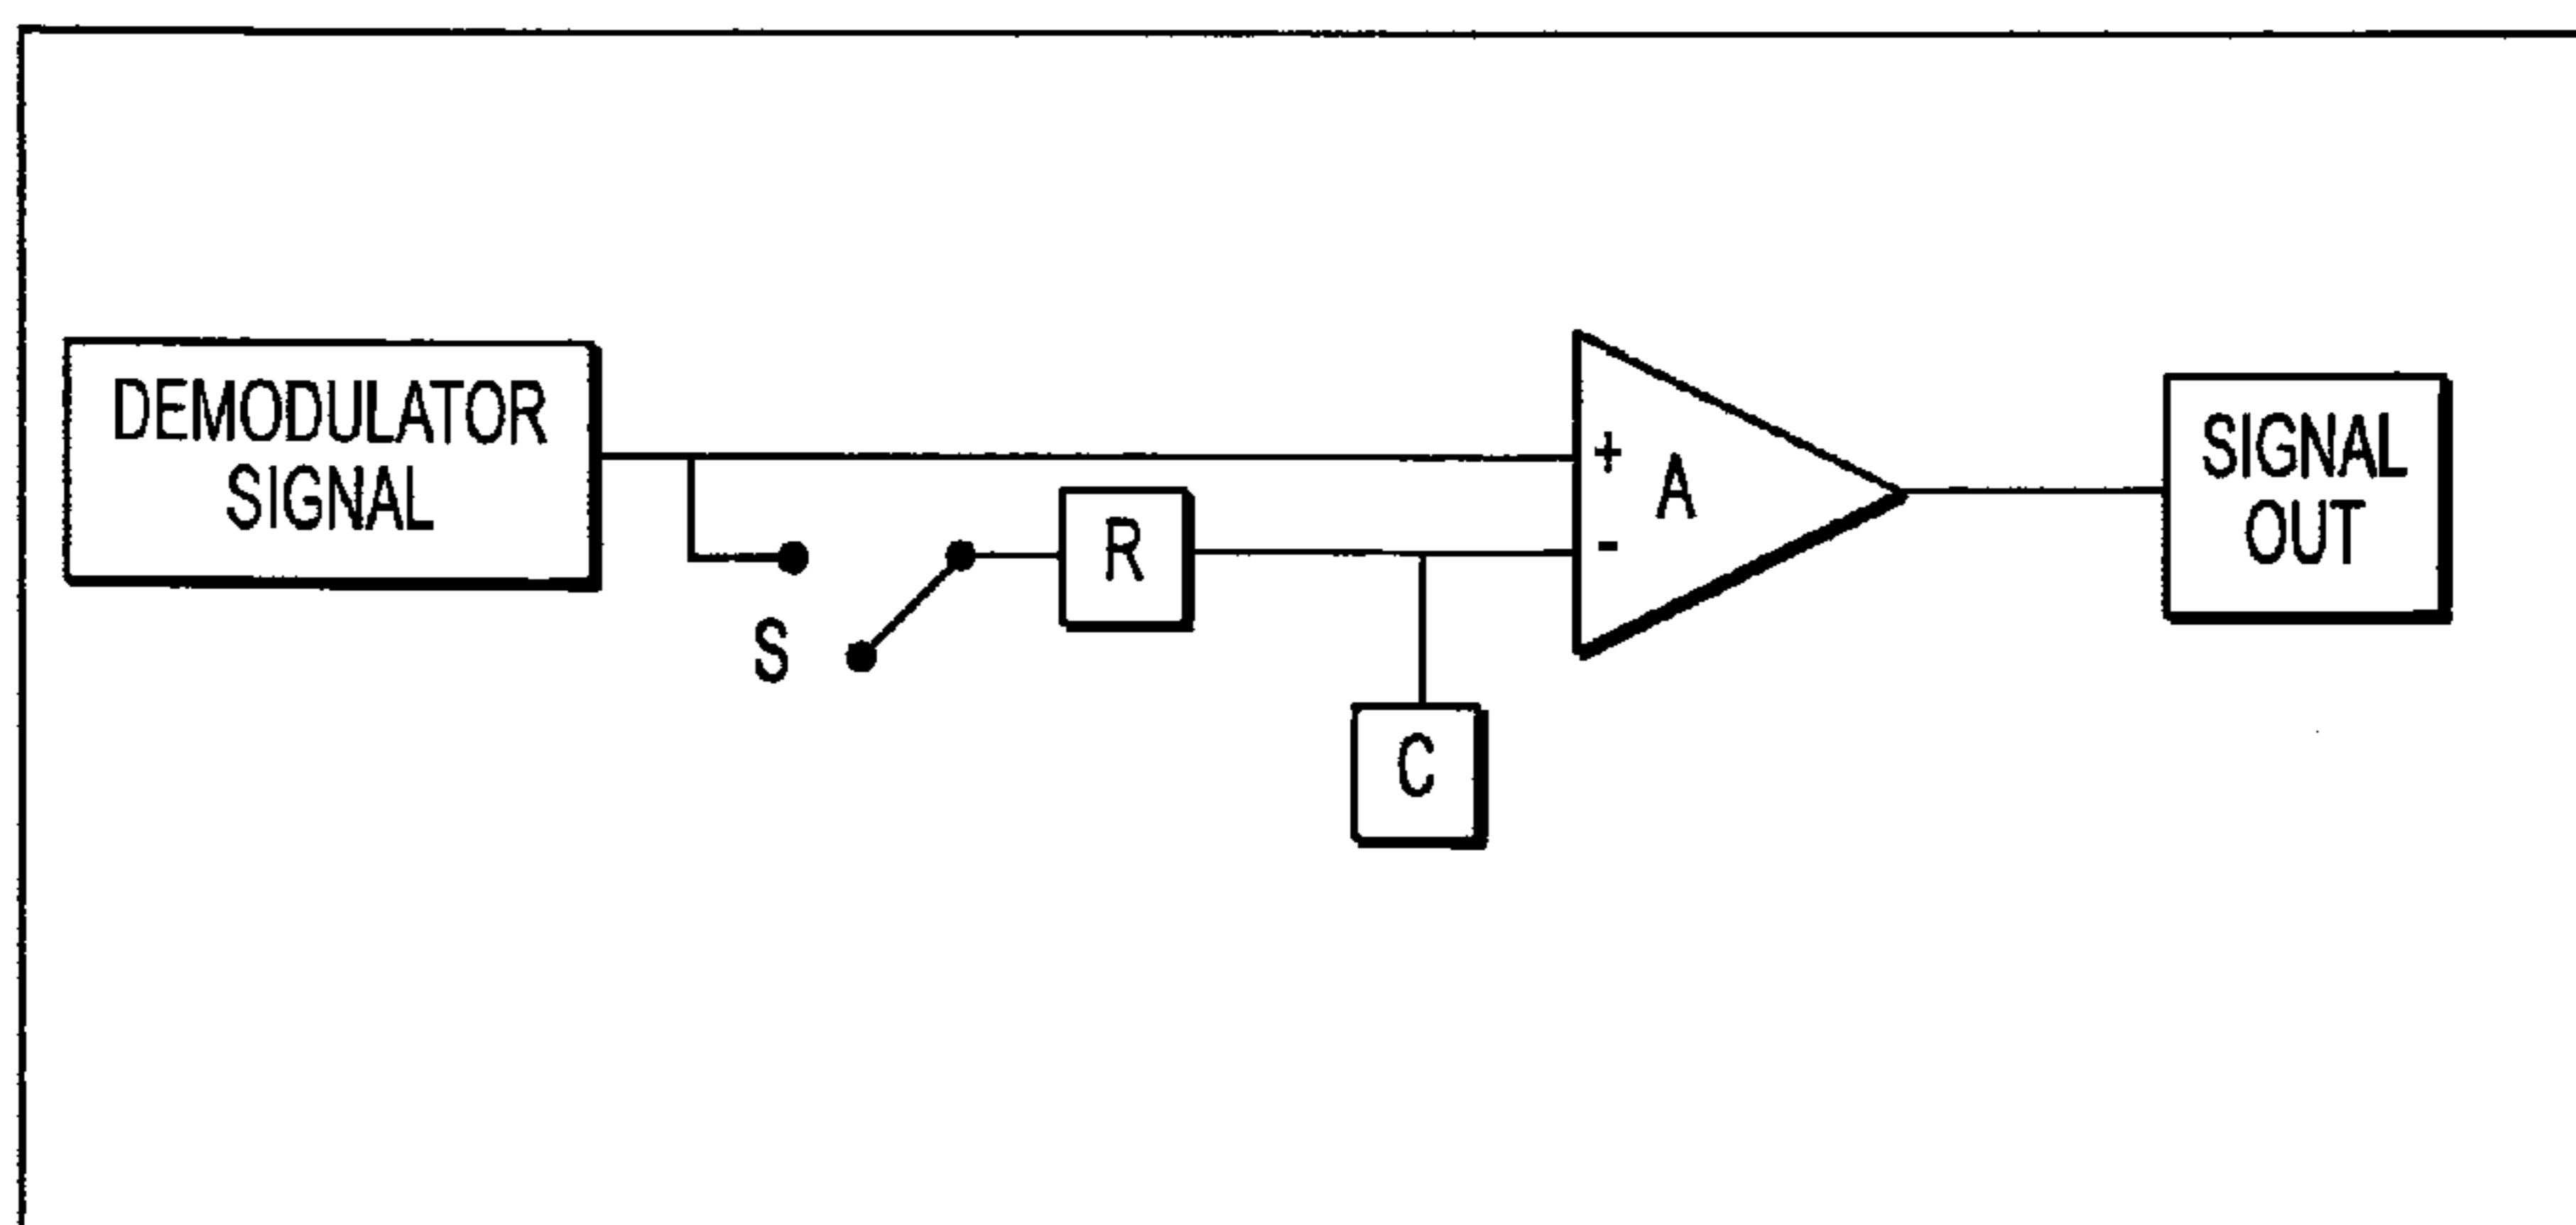 DEMODULATOR
SIGNAL
S
R
C
+
-
A
SIGNAL
OUT